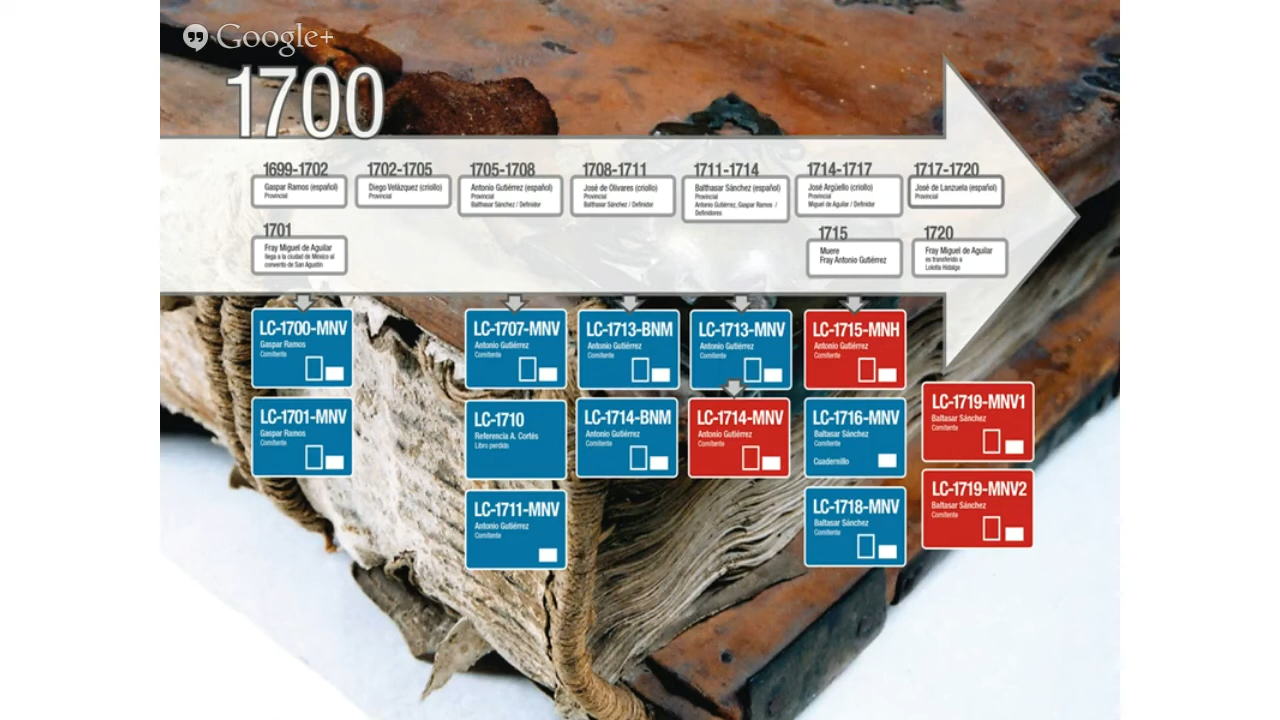 Google+
1700
1699-1702
Gaspar Ramos (español)
Provincial
1702-1705
Diego Velázquez (criollo)
Provincial
1705-1708
Antonio Gutiérrez (español)
Provincial
Balthasar Sánchez / Definidor
1708-1711
José de Olivares (criollo)
Provincial
Balthasar Sánchez / Definidor
1711-1714
Balthasar Sánchez (español)
Provincial
Antonio Gutiérrez, Gaspar Ramos /
Definidores
1714-1717
José Argüello (criollo)
Provincial
Miguel de Aguilar / Definidor
1717-1720
José de Lanzuela (español)
Provincial
1701
Fray Miguel de Aguilar
llega a la ciudad de México al
convento de San Agustín
1715
Muere
Fray Antonio Gutiérrez
1720
Fray Miguel de Aguilar
es transferido a
Lolotla Hidalgo
LC-1700-MNV
Gaspar Ramos
Comitente
LC-1701-MNV
Gaspar Ramos
Comitente
LC-1707-MNV
Antonio Gutiérrez
Comitente
LC-1710
Referencia A. Cortés
Libro perdido
LC-1711-MNV
Antonio Gutiérrez
Comitente
LC-1713-BNM
Antonio Gutiérrez
Comitente
LC-1714-BNM
Antonio Gutiérrez
Comitente
LC-1713-MNV
Antonio Gutiérrez
Comitente
LC-1714-MNV
Antonio Gutiérrez
Comitente
LC-1715-MNH
Antonio Gutiérrez
Comitente
LC-1716-MNV
Baltasar Sánchez
Comitente
Cuadernillo
LC-1718-MNV
Baltasar Sánchez
Comitente
LC-1719-MNV1
Baltasar Sánchez
Comitente
LC-1719-MNV2
Baltasar Sánchez
Comitente